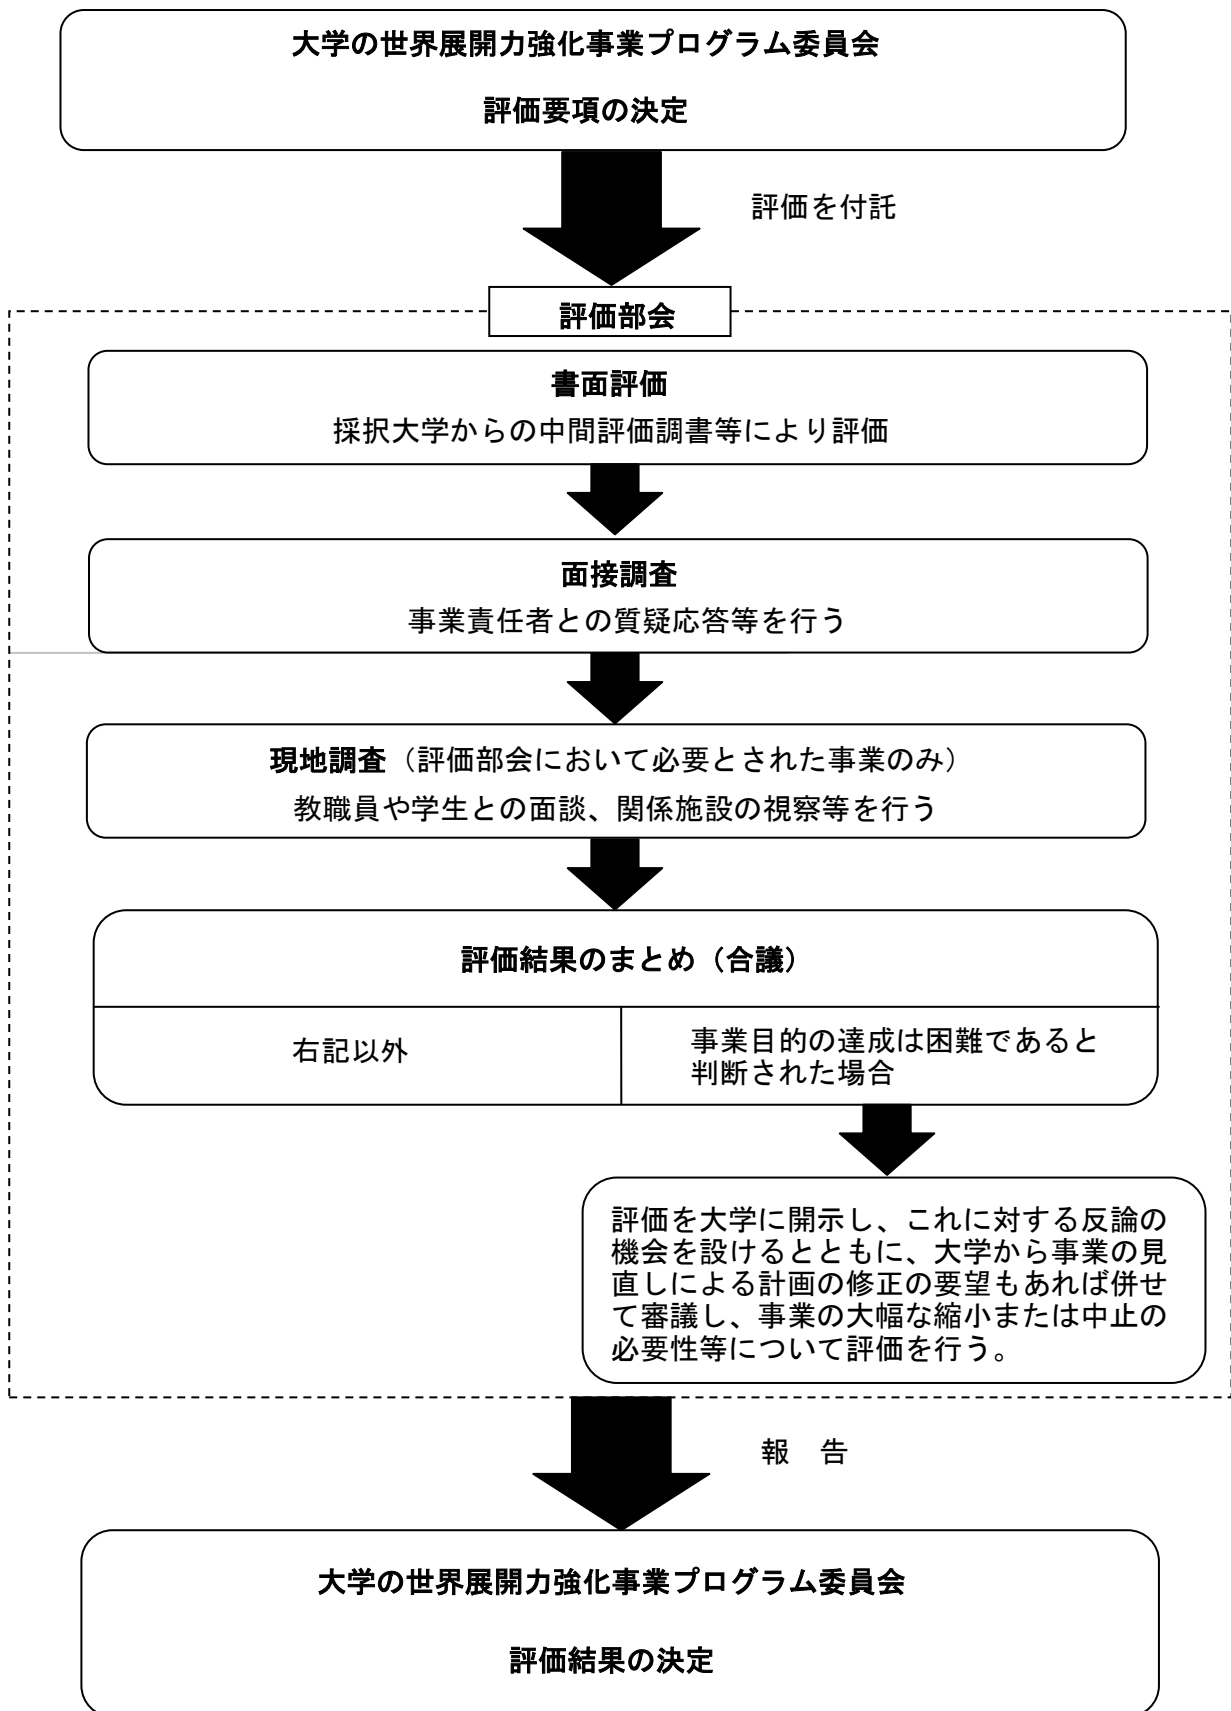 大学の世界展開力強化事業プログラム委員会
評価要項の決定
評価を付託
評価部会
書面評価
採択大学からの中間評価調書等により評価
面接調査
事業責任者との質疑応答等を行う
現地調査（評価部会において必要とされた事業のみ）
教職員や学生との面談、関係施設の視察等を行う
評価結果のまとめ（合議）
右記以外
事業目的の達成は困難であると
判断された場合
評価を大学に開示し、これに対する反論の
機会を設けるとともに、大学から事業の見
直しによる計画の修正の要望もあれば併せ
て審議し、事業の大幅な縮小または中止の
必要性等について評価を行う。
報　告
大学の世界展開力強化事業プログラム委員会
評価結果の決定